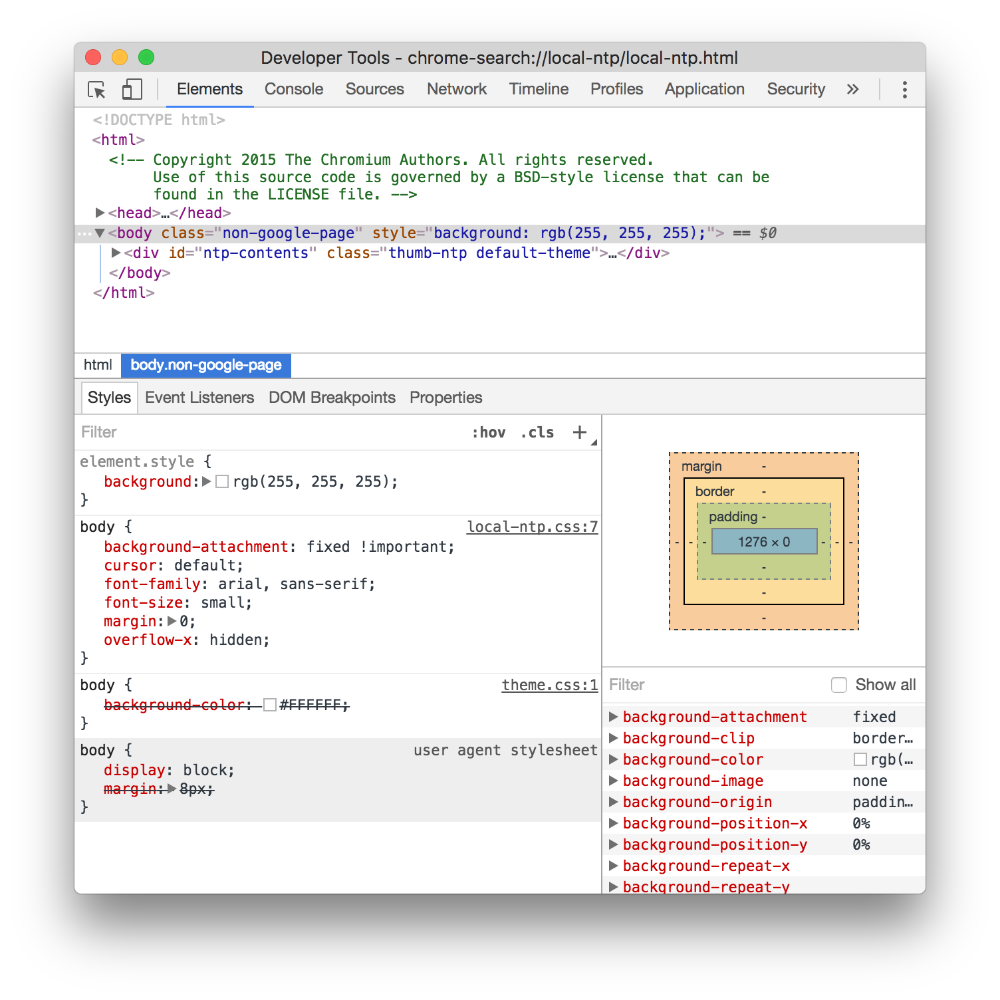 Developer Tools - chrome-search://local-ntp/local-ntp.html
Elements Console Sources Network Timeline Profiles Application Security »
<!DOCTYPE html>
<html>
<!-- Copyright 2015 The Chromium Authors. All rights reserved.
Use of this source code is governed by a BSD-style license that can be
found in the LICENSE file. -->
▶<head>…</head>
…▼<body class="non-google-page" style="background: rgb(255, 255, 255);"> == $0
▶<div id="ntp-contents" class="thumb-ntp default-theme">…</div>
</body>
</html>
html body.non-google-page
Styles Event Listeners DOM Breakpoints Properties
Filter :hov .cls +
element.style {
background:▶ rgb(255, 255, 255);
}
body { local-ntp.css:7
background-attachment: fixed !important;
cursor: default;
font-family: arial, sans-serif;
font-size: small;
margin:▶0;
overflow-x: hidden;
}
body { theme.css:1
background-color: #FFFFFF;
}
body { user agent stylesheet
display: block;
margin:▶8px;
}
margin -
border -
padding -
- - - 1276 × 0 - - -
-
-
-
Filter Show all
▶background-attachment fixed
▶background-clip border…
▶background-color rgb(…
▶background-image none
▶background-origin paddin…
▶background-position-x 0%
▶background-position-y 0%
▶background-repeat-x
▶background-repeat-y